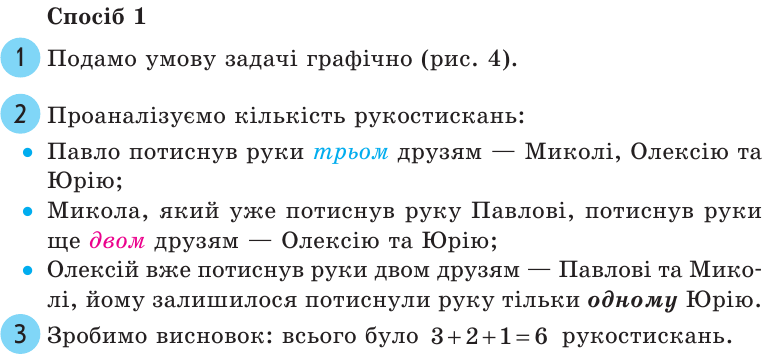 Спосіб 1
1 Подамо умову задачі графічно (рис. 4).
2 Проаналізуємо кількість рукостискань:
• Павло потиснув руки трьом друзям — Миколі, Олексію та
Юрію;
• Микола, який уже потиснув руку Павлові, потиснув руки
ще двом друзям — Олексію та Юрію;
• Олексій вже потиснув руки двом друзям — Павлові та Мико-
лі, йому залишилося потиснули руку тільки одному Юрію.
3 Зробимо висновок: всього було 3+2+1=6 рукостискань.